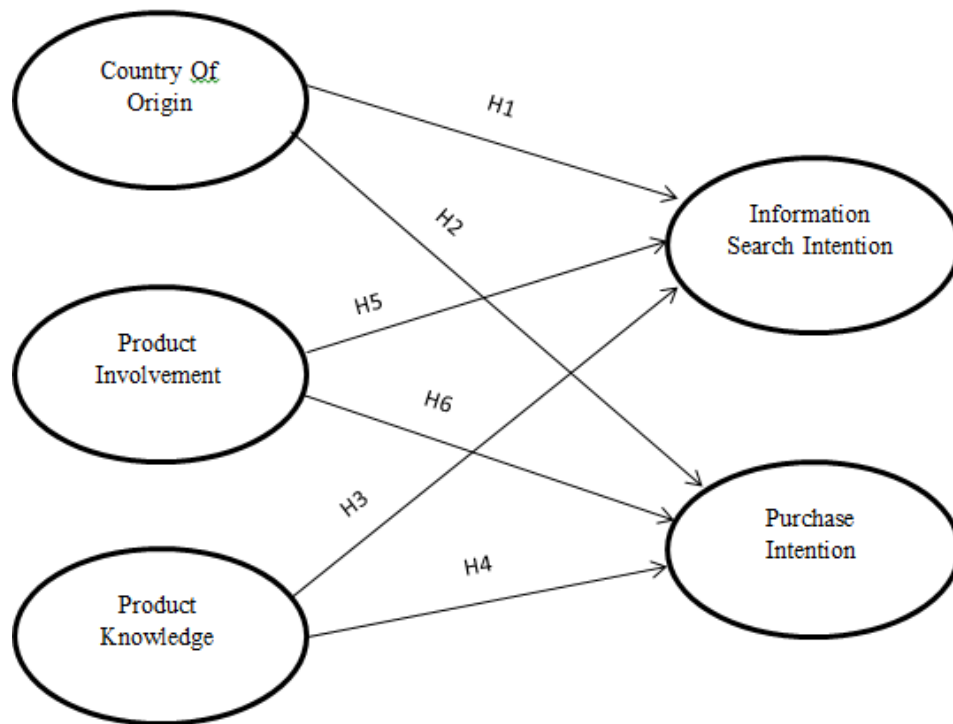 Country Of
Origin
H1
Information
Search Intention
H2
H5
Product
Involvement
H6
H3
Purchase
Intention
H4
Product
Knowledge